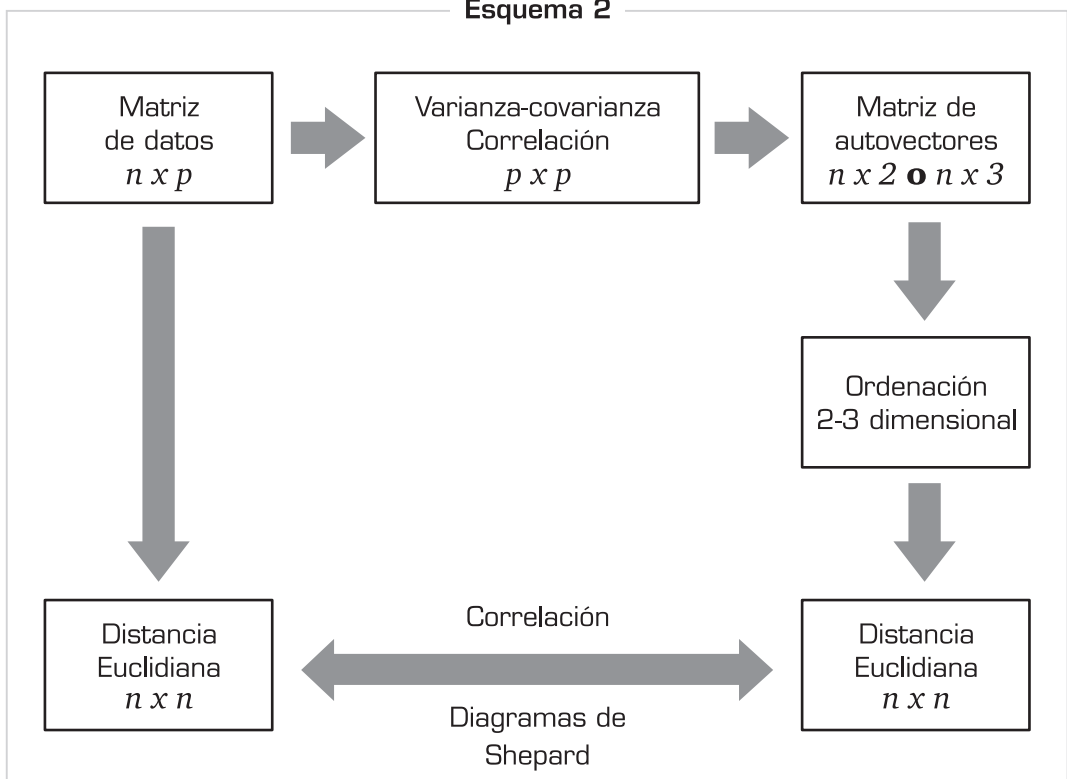 Esquema 2
Matriz
de datos
n x p
Varianza-covarianza
Correlación
p x p
Matriz de
autovectores
n x 2 o n x 3
Ordenación
2-3 dimensional
Distancia
Euclidiana
n x n
Correlación
Diagramas de
Shepard
Distancia
Euclidiana
n x n